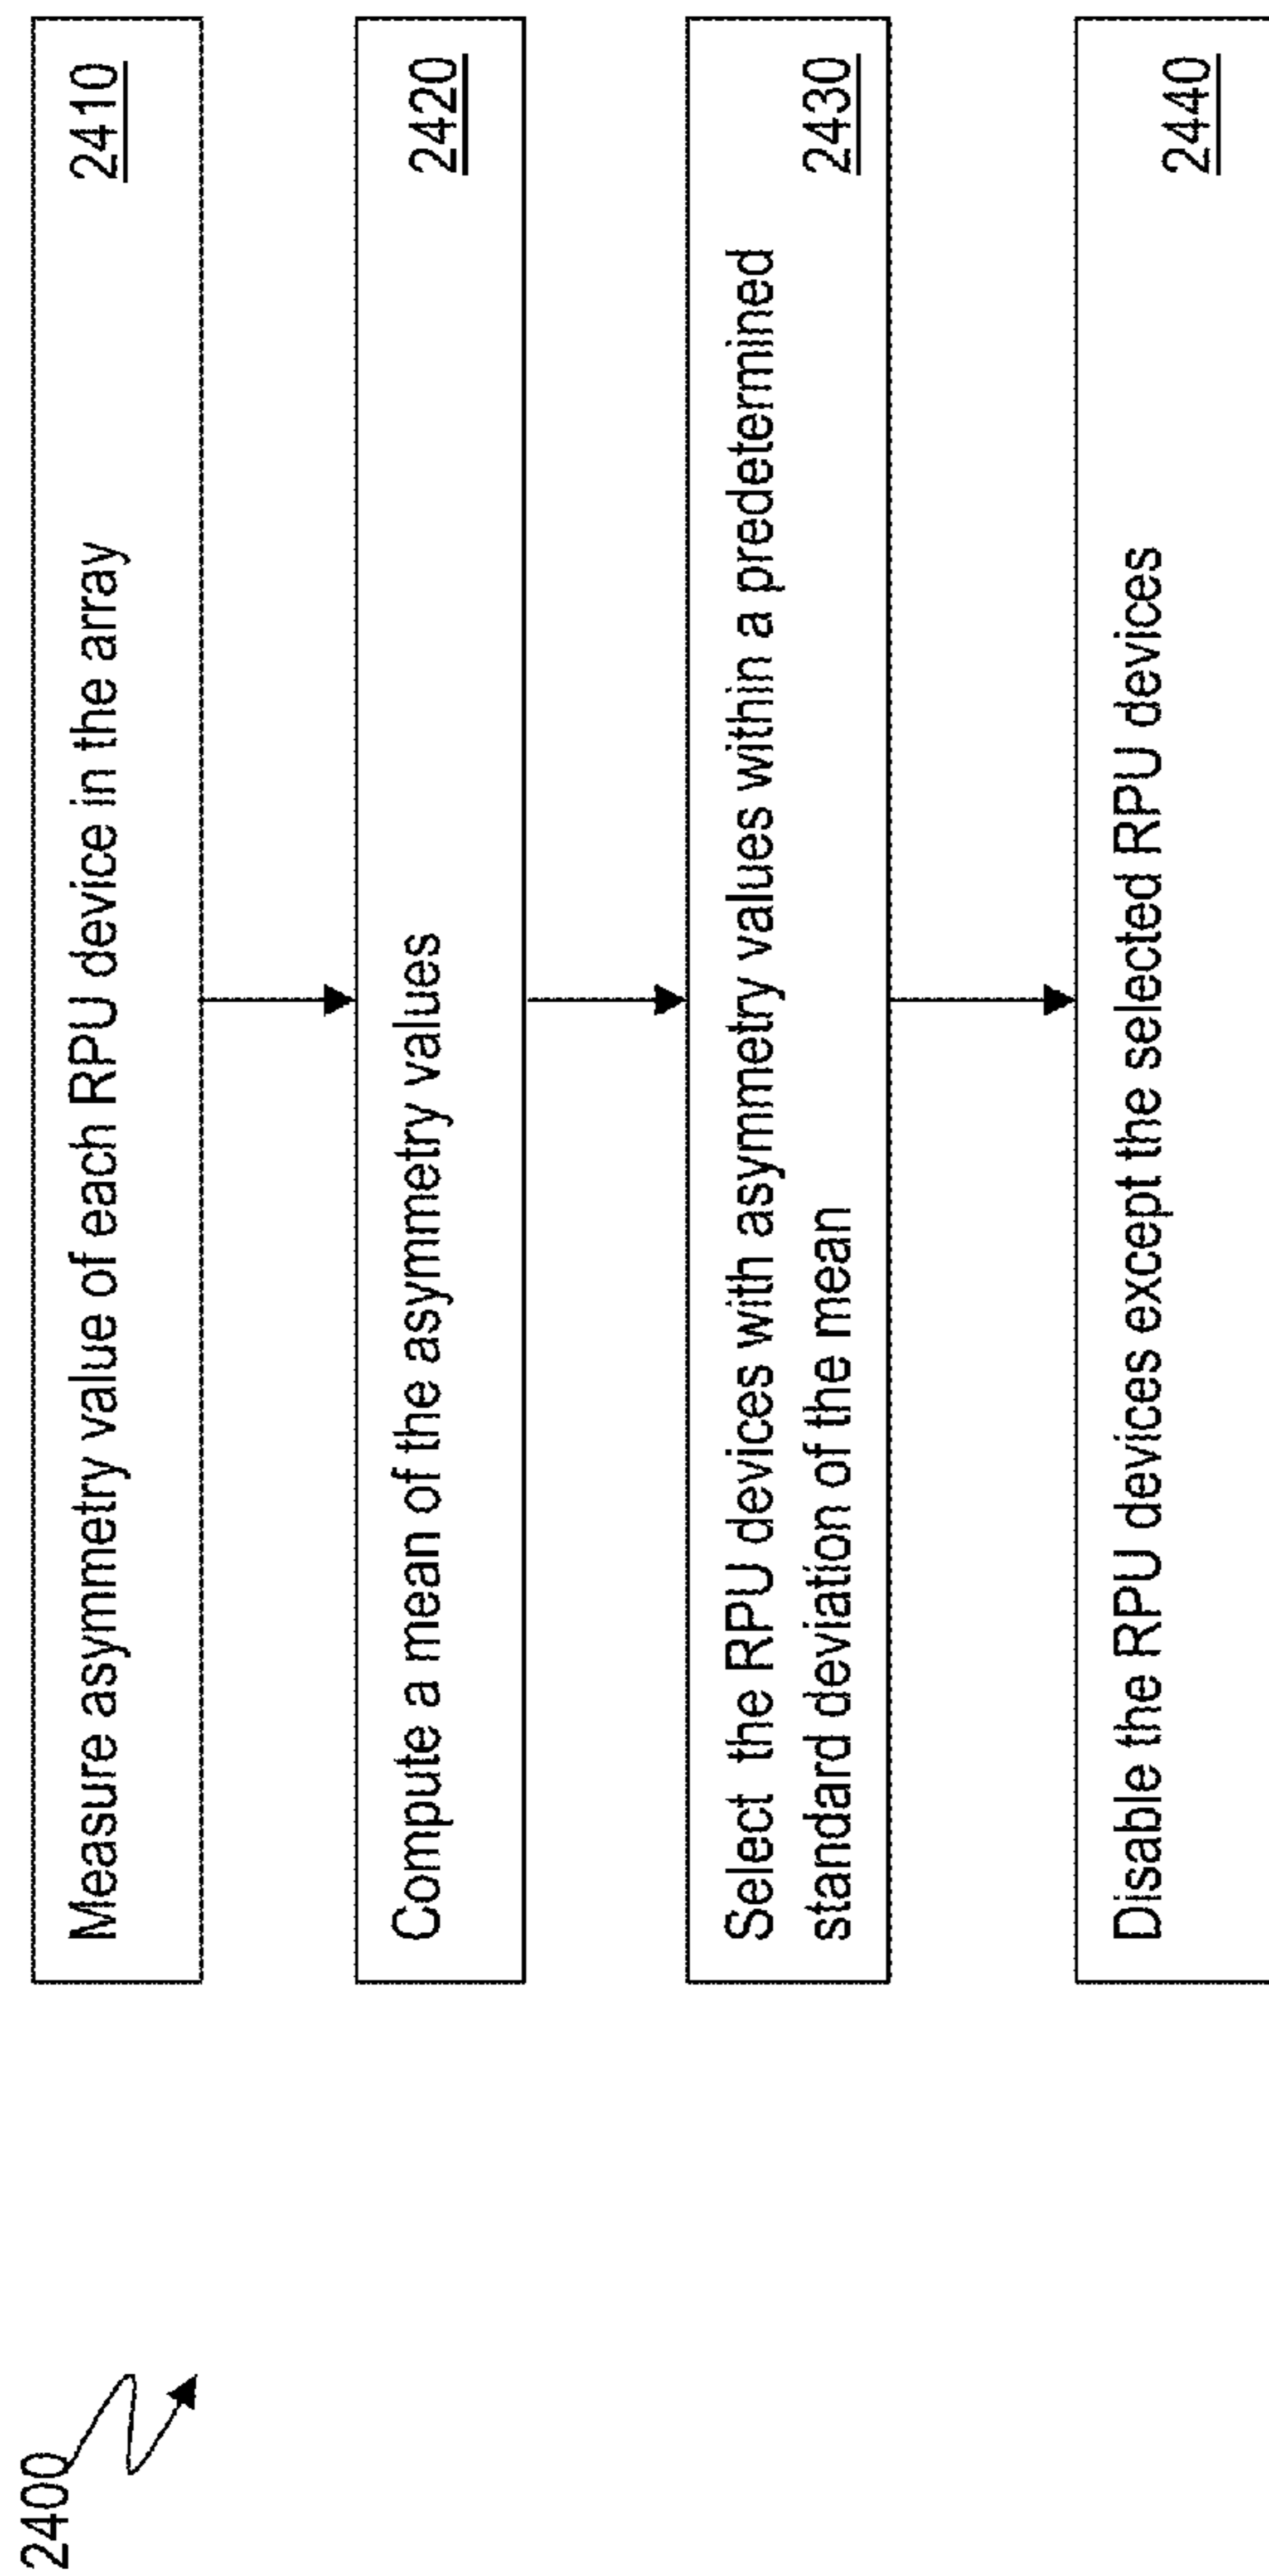 2400
Measure asymmetry value of each RPU device in the array
2410
Compute a mean of the asymmetry values
2420
Select the RPU devices with asymmetry values within a predetermined
standard deviation of the mean
2430
Disable the RPU devices except the selected RPU devices
2440